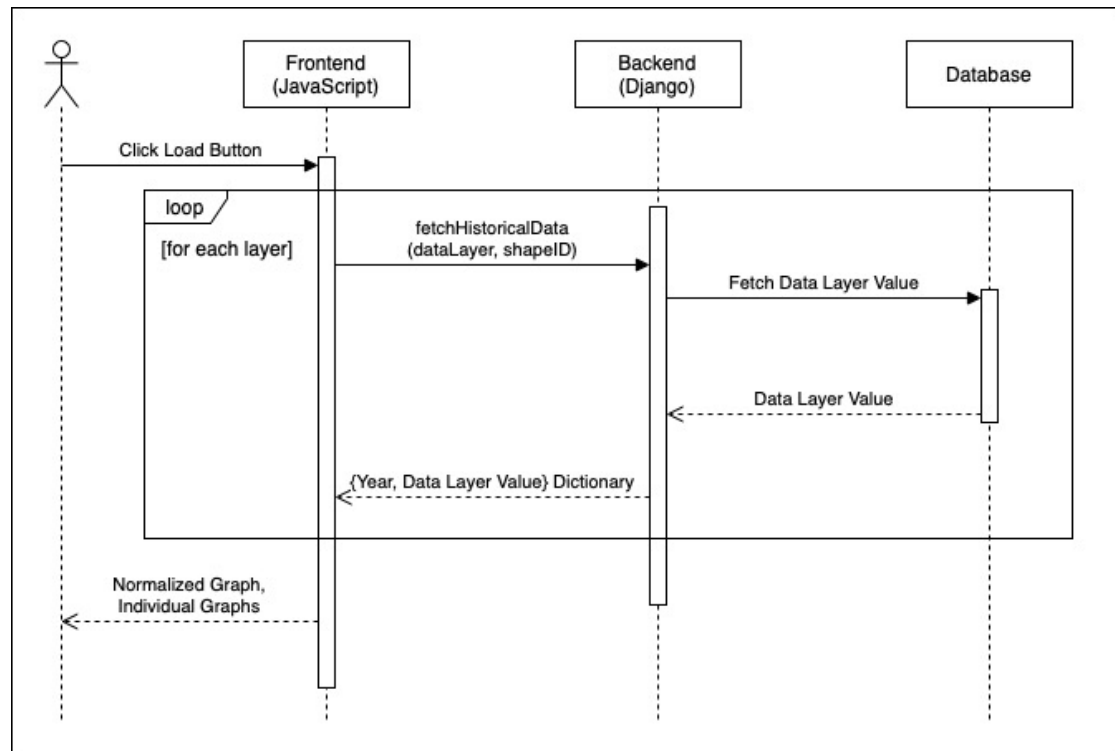 Frontend
(JavaScript)
Backend
(Django)
Database
Click Load Button
loop
[for each layer]
fetchHistoricalData
(dataLayer, shapeID)
Fetch Data Layer Value
Data Layer Value
{Year, Data Layer Value} Dictionary
Normalized Graph,
Individual Graphs